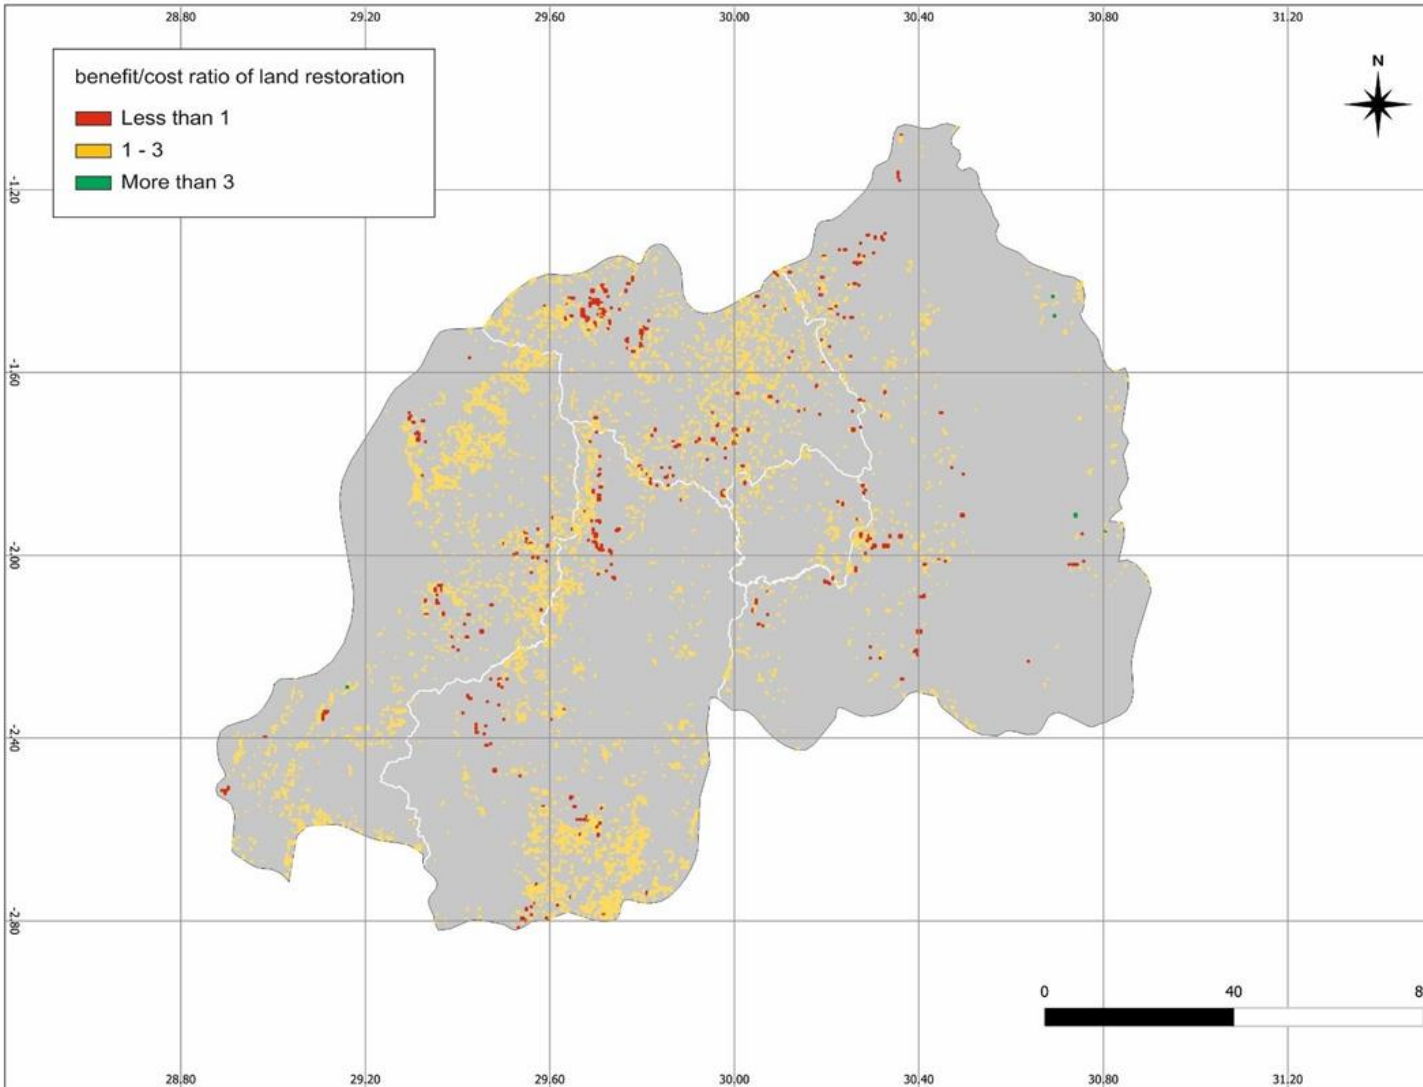 28.80 29.20 29.60 30.00 30.40 30.80 31.20
benefit/cost ratio of land restoration
Less than 1
1 - 3
More than 3
N
-1.20
-1.60
-2.00
-2.40
-2.80
0 40 8
28.80 29.20 29.60 30.00 30.40 30.80 31.20